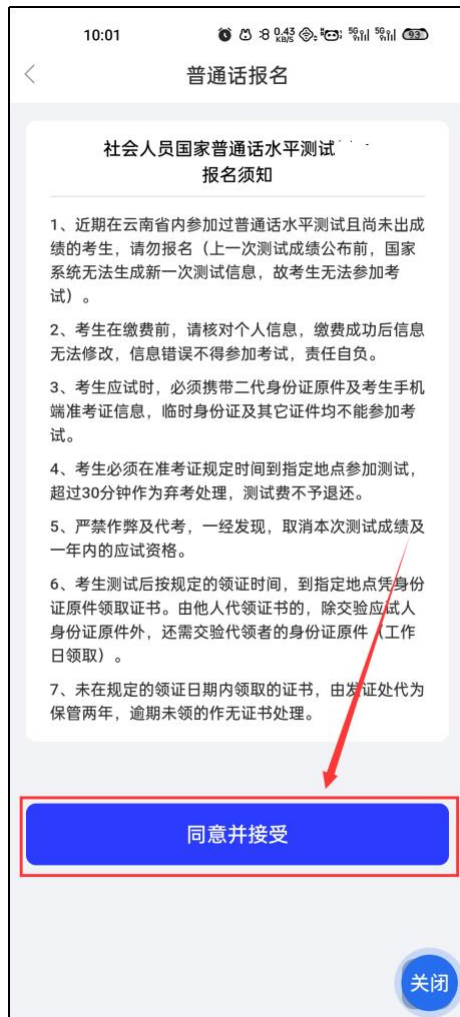 10:01
0.43
KB/S
5G
5G
93
普通话报名
社会人员国家普通话水平测试
报名须知
1、近期在云南省内参加过普通话水平测试且尚未出成
绩的考生，请勿报名（上一次测试成绩公布前，国家
系统无法生成新一次测试信息，故考生无法参加考
试）。
2、考生在缴费前，请核对个人信息，缴费成功后信息
无法修改，信息错误不得参加考试，责任自负。
3、考生应试时，必须携带二代身份证原件及考生手机
端准考证信息，临时身份证及其它证件均不能参加考
试。
4、考生必须在准考证规定时间到指定地点参加测试，
超过30分钟作为弃考处理，测试费不予退还。
5、严禁作弊及代考，一经发现，取消本次测试成绩及
一年内的应试资格。
6、考生测试后按规定的领证时间，到指定地点凭身份
证原件领取证书。由他人代领证书的，除交验应试人
身份证原件外，还需交验代领者的身份证原件（工作
日领取）。
7、未在规定的领证日期内领取的证书，由发证处代为
保管两年，逾期未领的作无证书处理。
同意并接受
关闭